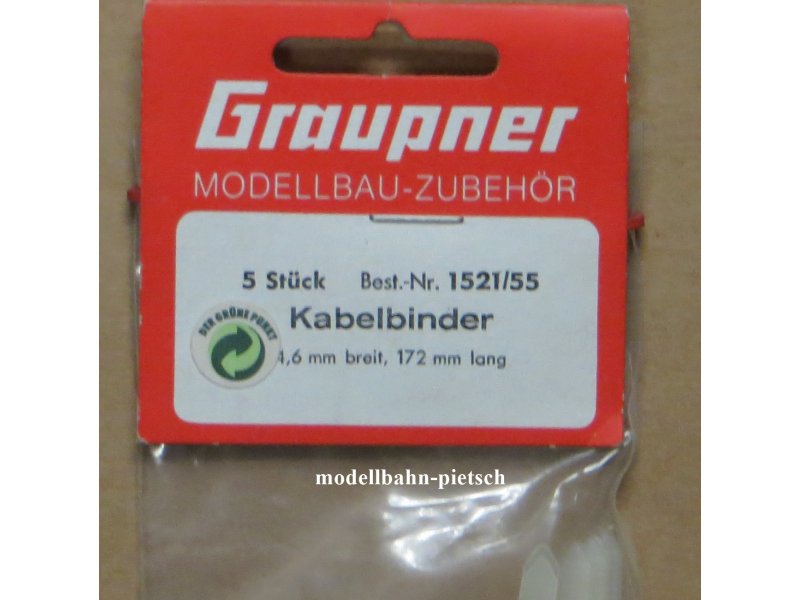 Graupner
MODELLBAU-ZUBEHÖR
5 Stück Best.-Nr. 1521/55
Kabelbinder
DER GRÜNE PUNKT
4,6 mm breit, 172 mm lang
modellbahn-pietsch